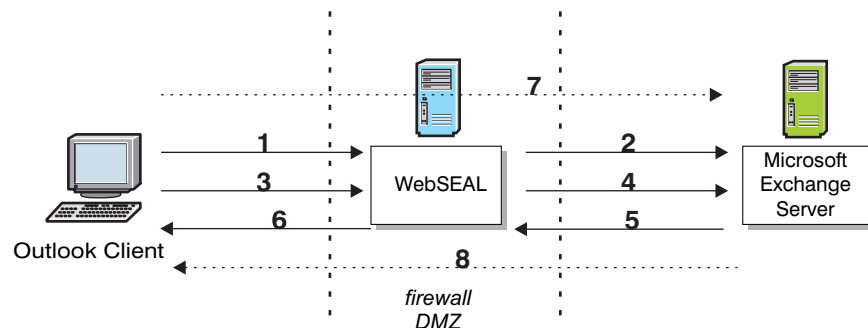 7
1
2
3
4
6
5
8
WebSEAL
Microsoft
Exchange
Server
Outlook Client
firewall
DMZ